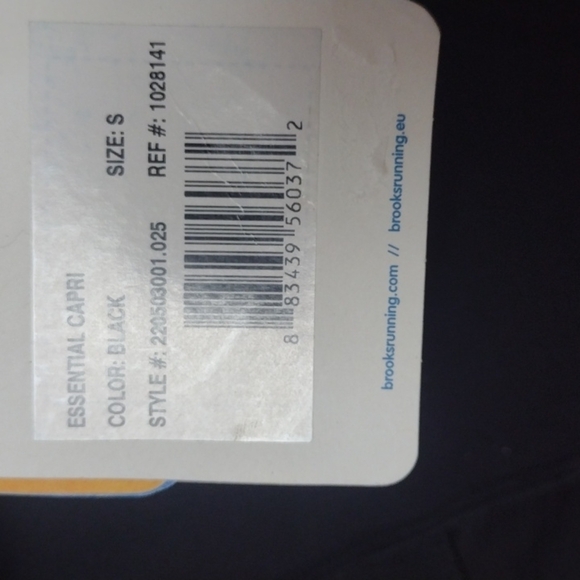 ESSENTIAL CAPRI
COLOR: BLACK SIZE: S
STYLE #: 220503001.025 REF #: 1028141
8 83439 56037 2
brooksrunning.com // brooksrunning.eu